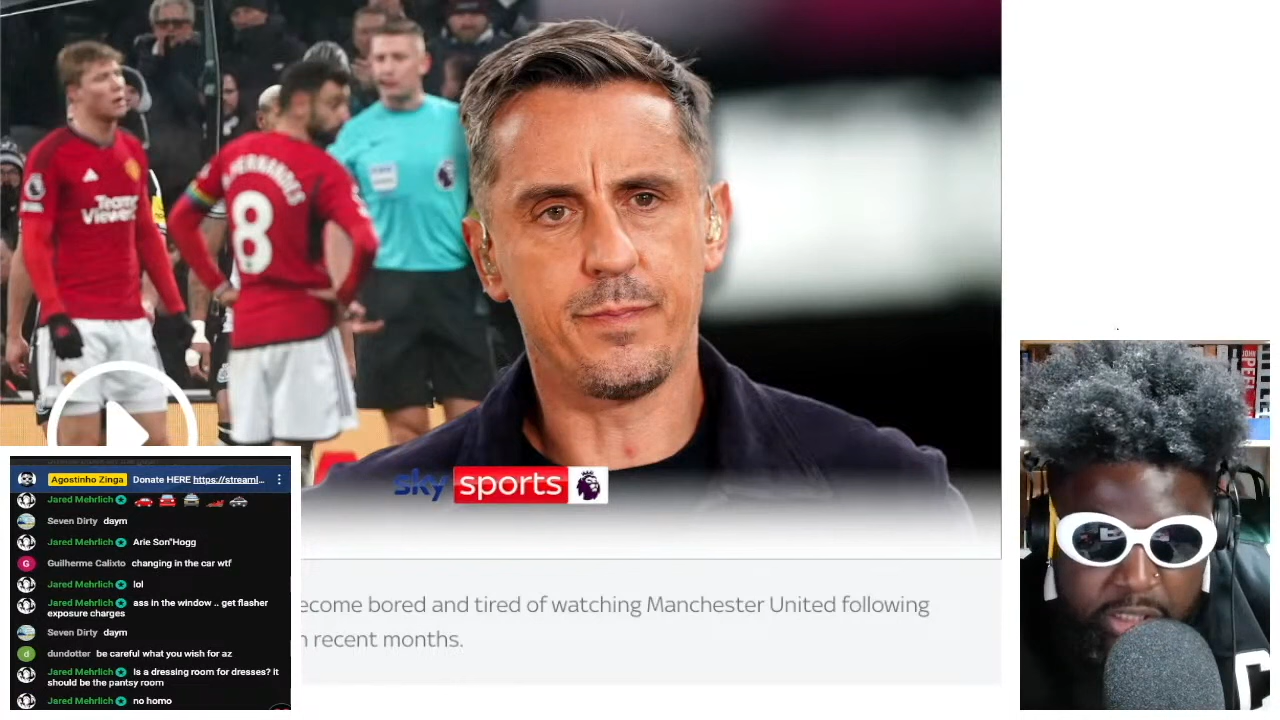 Team
Viewer
FERNANDES
8
sky sports
Agostinho Zinga Donate HERE https://streaml...
Jared Mehrlich
Seven Dirty daym
Jared Mehrlich Arie Son"Hogg
G Guilherme Calixto changing in the car wtf
Jared Mehrlich lol
Jared Mehrlich ass in the window .. get flasher
exposure charges
Seven Dirty daym
d dundotter be careful what you wish for az
Jared Mehrlich Is a dressing room for dresses? it
should be the pantsy room
Jared Mehrlich no homo
ecome bored and tired of watching Manchester United following
recent months.